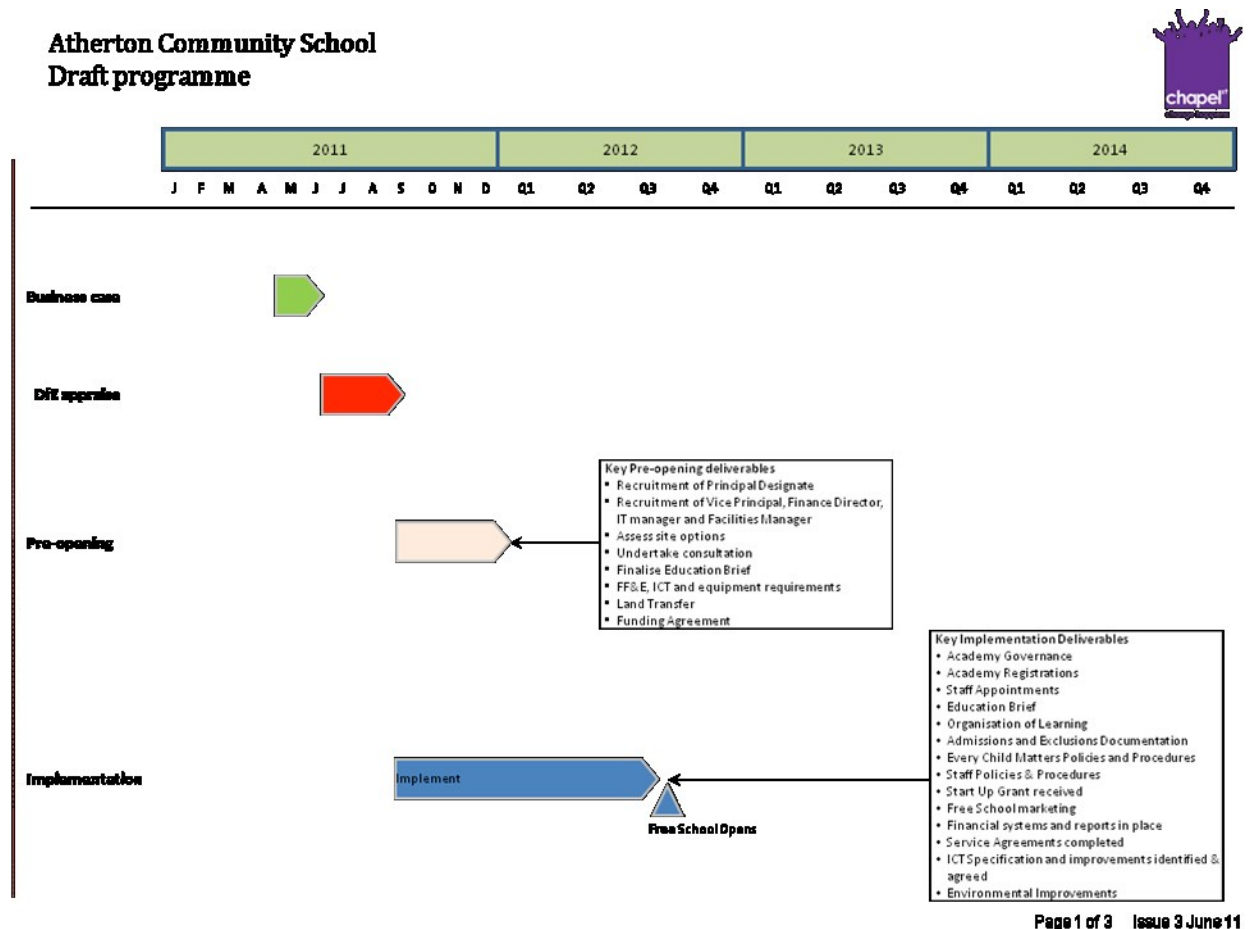 Atherton Community School
Draft programme
chapel
change happens
2011 2012 2013 2014
J F M A M J J A S O N D Q1 Q2 Q3 Q4 Q1 Q2 Q3 Q4 Q1 Q2 Q3 Q4
Business case
DfE appraise
Key Pre-opening deliverables
▪ Recruitment of Principal Designate
▪ Recruitment of Vice Principal, Finance Director,
IT manager and Facilities Manager
▪ Assess site options
▪ Undertake consultation
▪ Finalise Education Brief
▪ FF&E, ICT and equipment requirements
▪ Land Transfer
▪ Funding Agreement
Pre-opening
Key Implementation Deliverables
• Academy Governance
• Academy Registrations
• Staff Appointments
• Education Brief
• Organisation of Learning
• Admissions and Exclusions Documentation
• Every Child Matters Policies and Procedures
• Staff Policies & Procedures
• Start Up Grant received
• Free School marketing
• Financial systems and reports in place
• Service Agreements completed
• ICT Specification and improvements identified &
agreed
• Environmental Improvements
Implementation
Implement
Free School Opens
Page 1 of 3 Issue 3 June 11